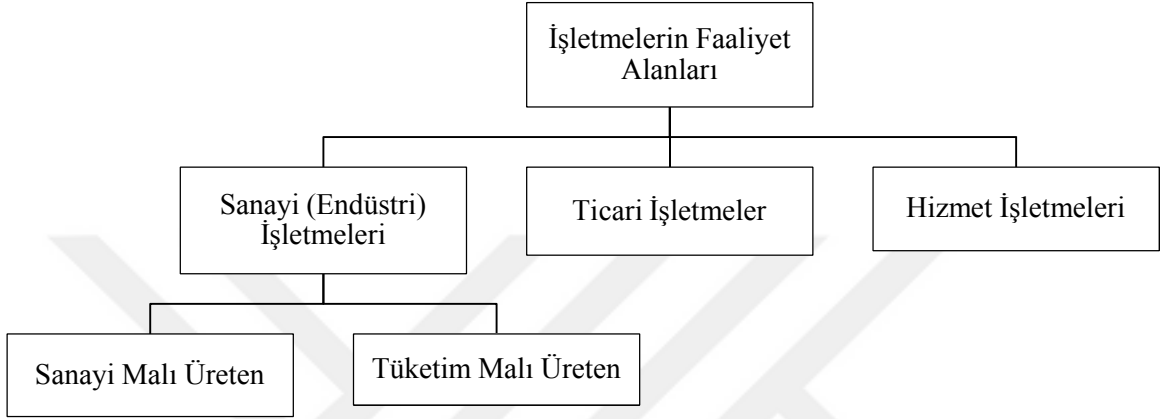 İşletmelerin Faaliyet
Alanları
Sanayi (Endüstri)
İşletmeleri
Ticari İşletmeler
Hizmet İşletmeleri
Sanayi Malı Üreten
Tüketim Malı Üreten